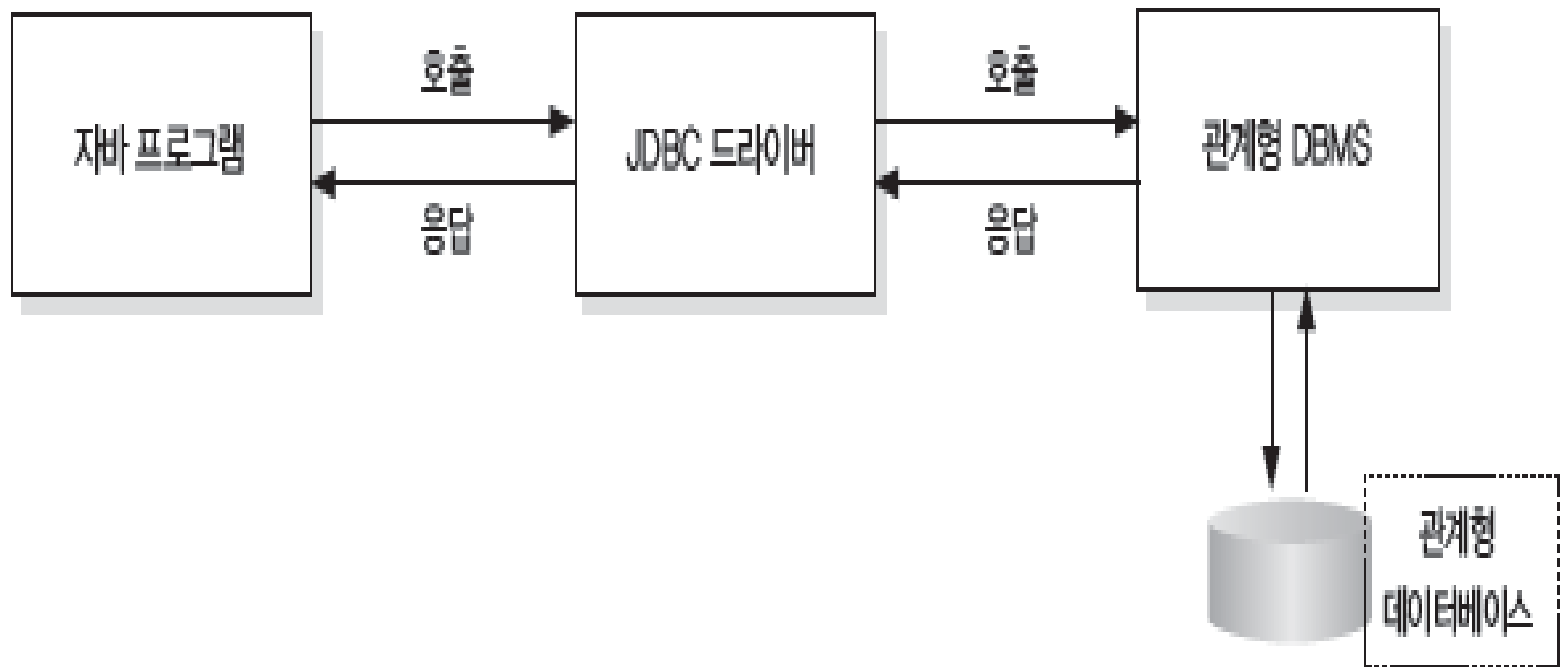 호출
호출
자바 프로그램
JDBC 드라이버
관계형 DBMS
응답
응답
관계형
데이터베이스